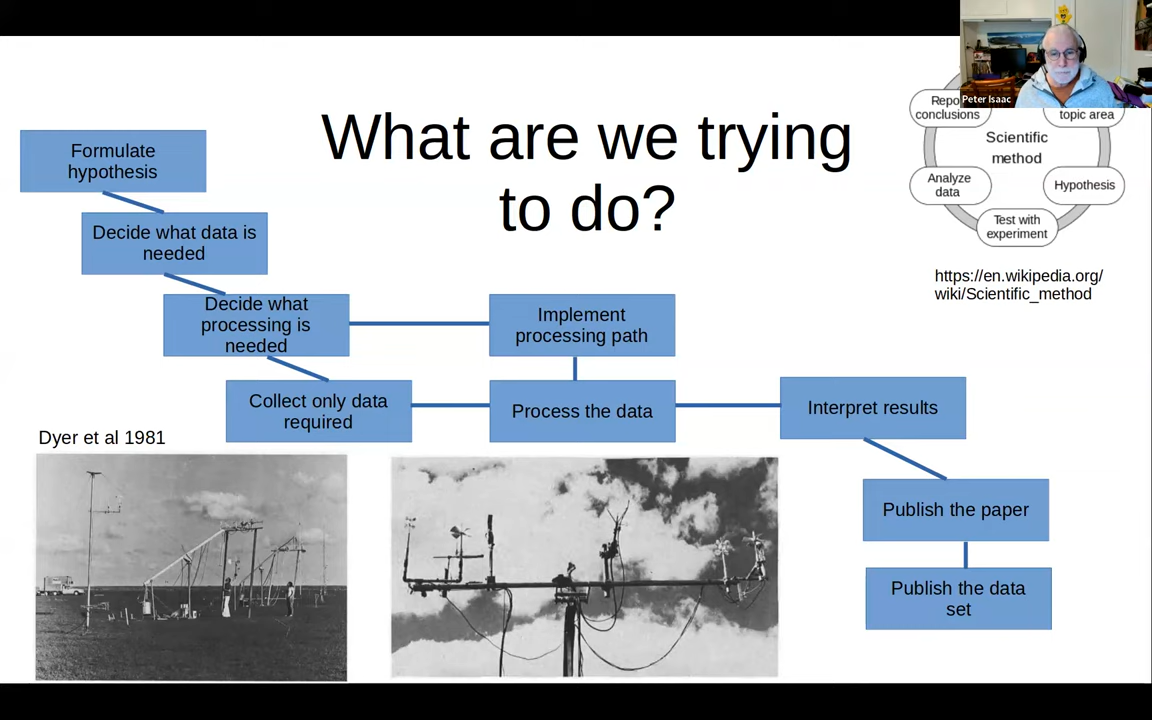 What are we trying
to do?
Formulate
hypothesis
Decide what data is
needed
Decide what
processing is
needed
Implement
processing path
Collect only data
required
Process the data
Interpret results
Publish the paper
Publish the data
set
Dyer et al 1981
Peter Isaac
Repo
conclusions
topic area
Scientific
method
Analyze
data
Hypothesis
Test with
experiment
https://en.wikipedia.org/
wiki/Scientific_method